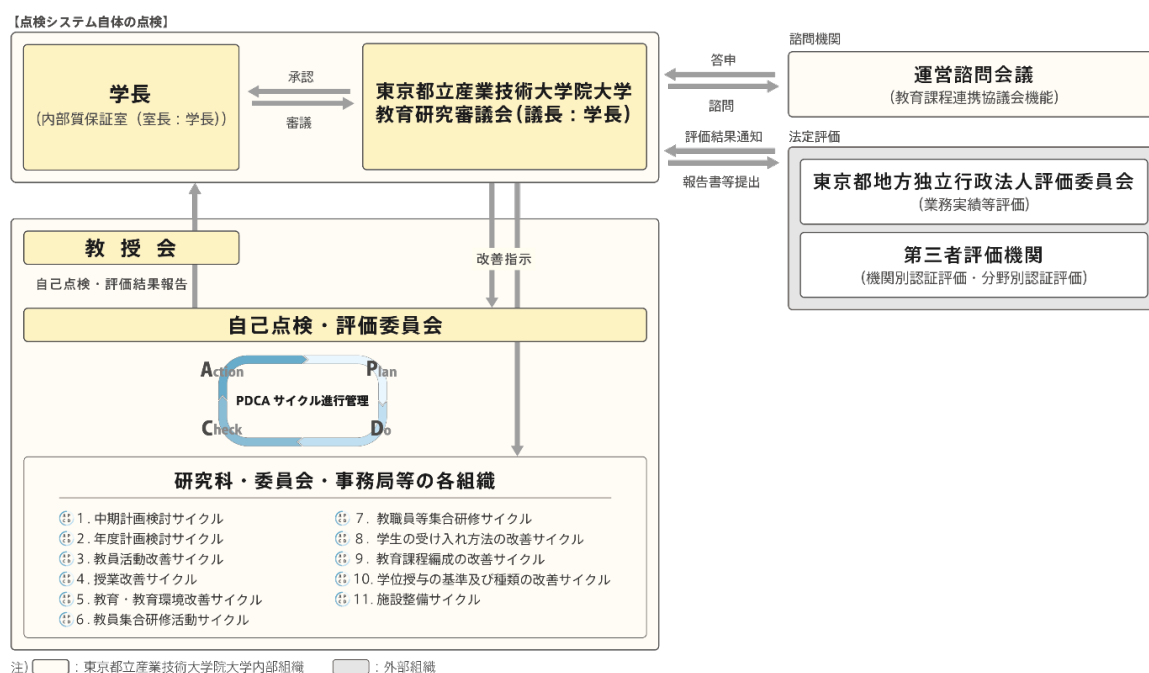 【点検システム自体の点検】
学長
(内部質保証室(室長:学長))
承認
審議
東京都立産業技術大学院大学
教育研究審議会(議長:学長)
答申
諮問
諮問機関
運営諮問会議
(教育課程連携協議会機能)
評価結果通知
報告書等提出
法定評価
東京都地方独立行政法人評価委員会
(業務実績等評価)
第三者評価機関
(機関別認証評価・分野別認証評価)
教授会
自己点検・評価結果報告
改善指示
自己点検・評価委員会
Action
Plan
PDCAサイクル進行管理
Check
Do
研究科・委員会・事務局等の各組織
1.中期計画検討サイクル
2.年度計画検討サイクル
3.教員活動改善サイクル
4.授業改善サイクル
5.教育・教育環境改善サイクル
6.教員集合研修活動サイクル
7.教職員等集合研修サイクル
8.学生の受け入れ方法の改善サイクル
9.教育課程編成の改善サイクル
10.学位授与の基準及び種類の改善サイクル
11.施設整備サイクル
注) :東京都立産業技術大学院大学内部組織 :外部組織